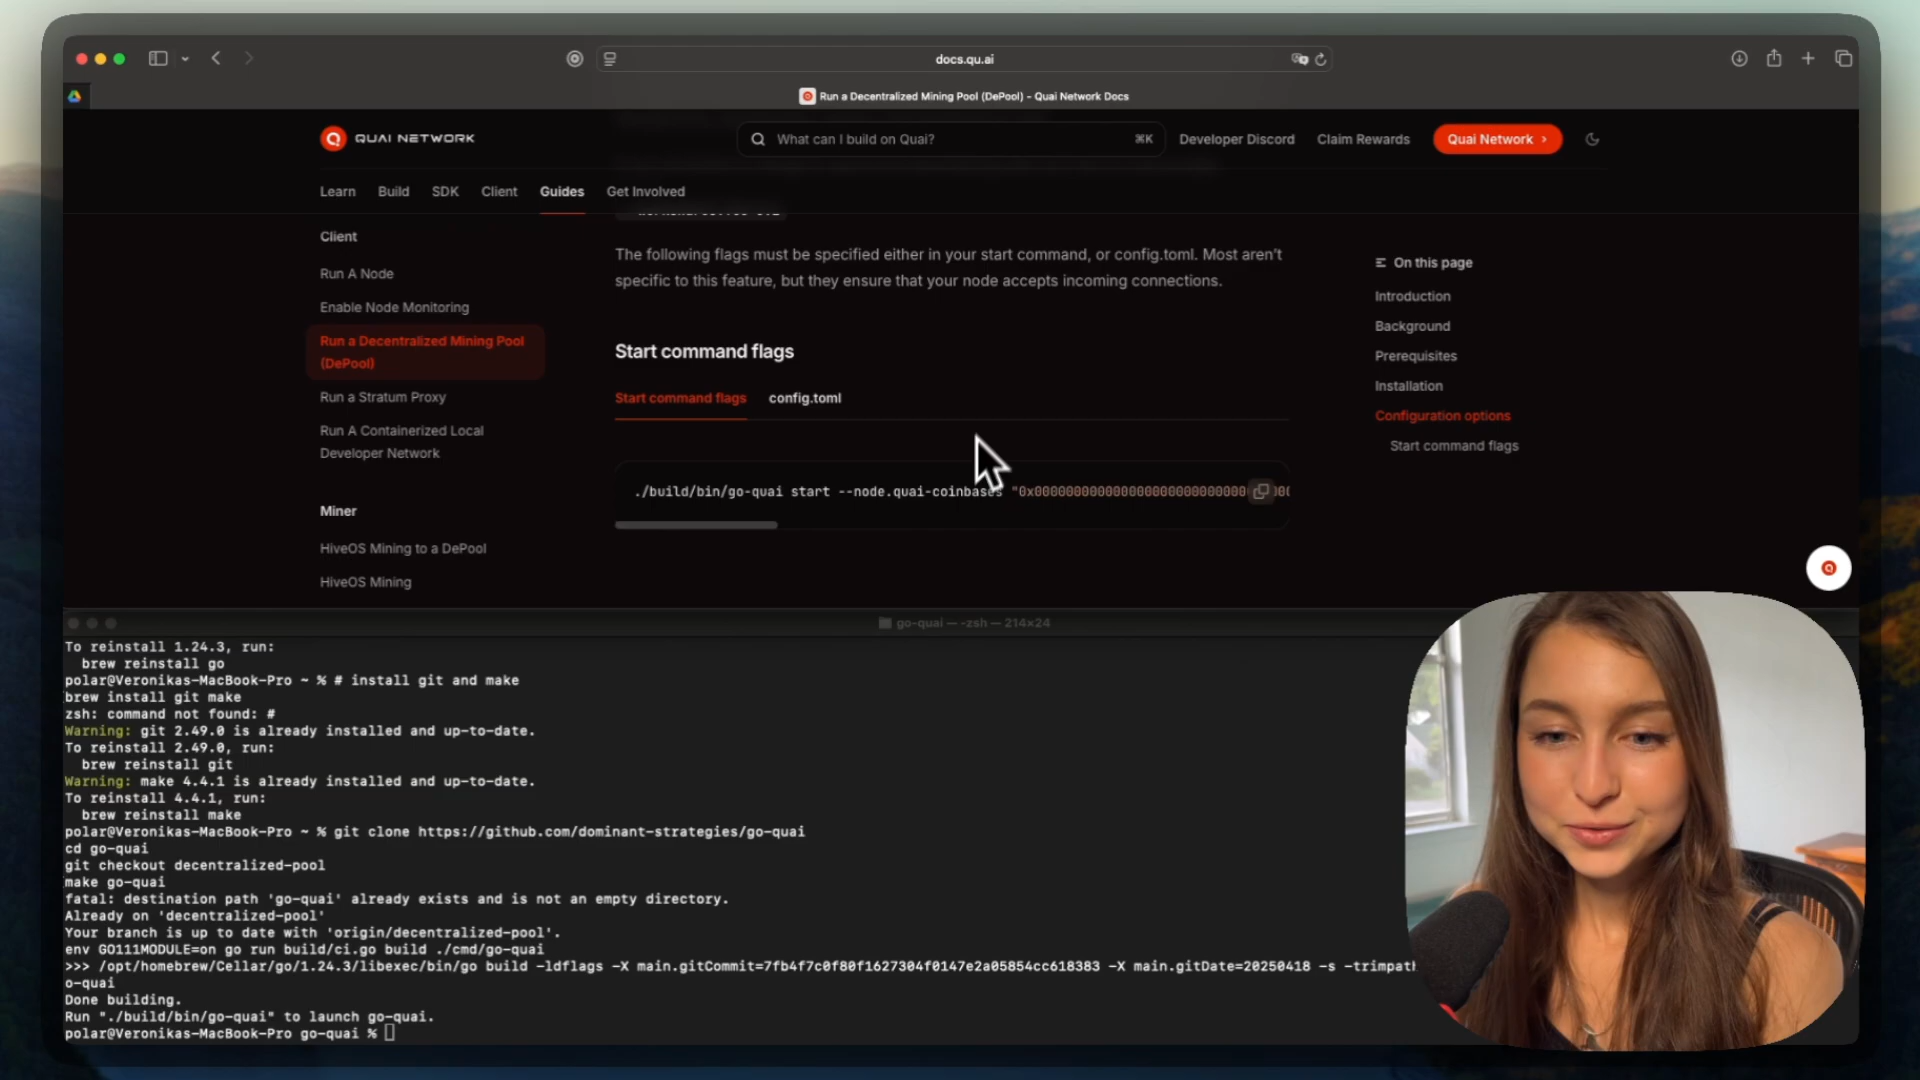 docs.qu.ai
Run a Decentralized Mining Pool (DePool) – Quai Network Docs
QUAI NETWORK
What can I build on Quai?
⌘K
Developer Discord
Claim Rewards
Quai Network ›
Learn
Build
SDK
Client
Guides
Get Involved
Client
Run A Node
Enable Node Monitoring
Run a Decentralized Mining Pool
(DePool)
Run a Stratum Proxy
Run A Containerized Local
Developer Network
Miner
HiveOS Mining to a DePool
HiveOS Mining
The following flags must be specified either in your start command, or config.toml. Most aren't
specific to this feature, but they ensure that your node accepts incoming connections.
Start command flags
Start command flags
config.toml
./build/bin/go-quai start --node.quai-coinbases
On this page
Introduction
Background
Prerequisites
Installation
Configuration options
Start command flags
go-quai — -zsh — 214×24
To reinstall 1.24.3, run:
brew reinstall go
polar@Veronikas-MacBook-Pro ~ % # install git and make
brew install git make
zsh: command not found: #
Warning: git 2.49.0 is already installed and up-to-date.
To reinstall 2.49.0, run:
brew reinstall git
Warning: make 4.4.1 is already installed and up-to-date.
To reinstall 4.4.1, run:
brew reinstall make
polar@Veronikas-MacBook-Pro ~ % git clone https://github.com/dominant-strategies/go-quai
cd go-quai
git checkout decentralized-pool
make go-quai
fatal: destination path 'go-quai' already exists and is not an empty directory.
Already on 'decentralized-pool'
Your branch is up to date with 'origin/decentralized-pool'.
env GO111MODULE=on go run build/ci.go build ./cmd/go-quai
>>> /opt/homebrew/Cellar/go/1.24.3/libexec/bin/go build -ldflags -X main.gitCommit=7fb4f7c0f80f1627304f0147e2a05854cc618383 -X main.gitDate=20250418 -s -trimpath
o-quai
Done building.
Run "./build/bin/go-quai" to launch go-quai.
polar@Veronikas-MacBook-Pro go-quai %